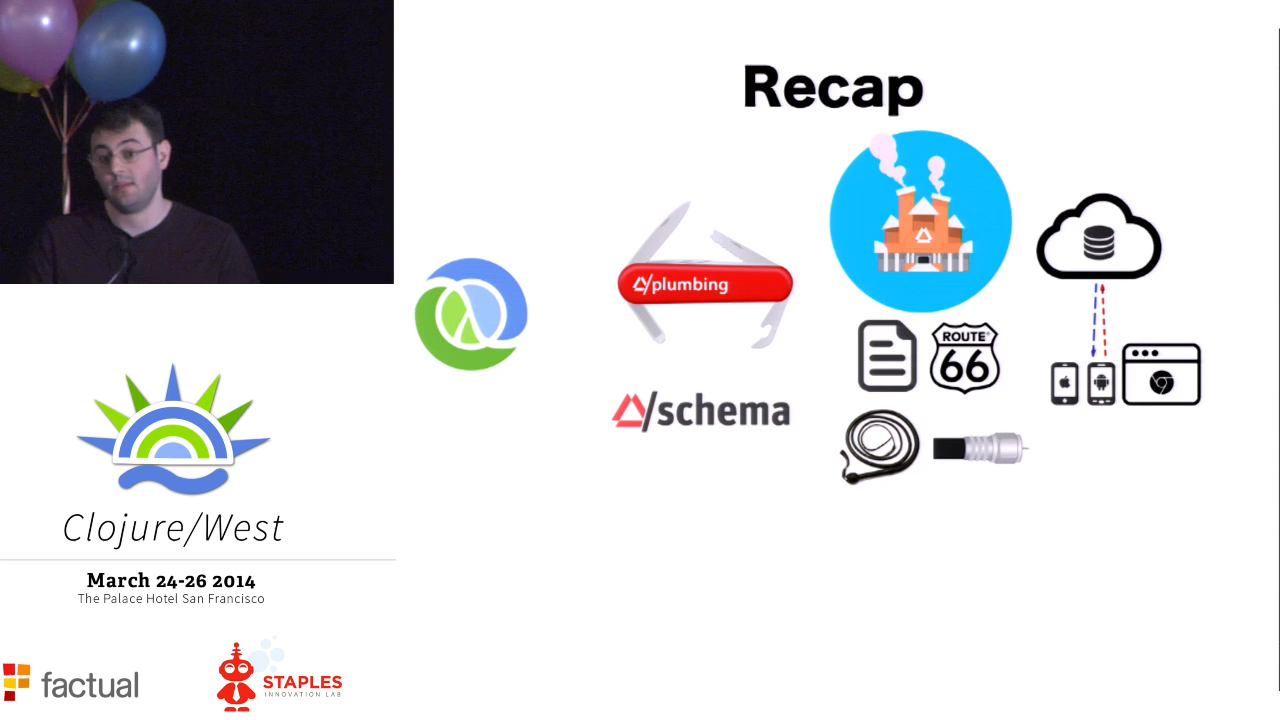 Recap
/plumbing
/schema
ROUTE
66
Clojure/West
March 24-26 2014
The Palace Hotel San Francisco
factual
STAPLES
INNOVATION LAB